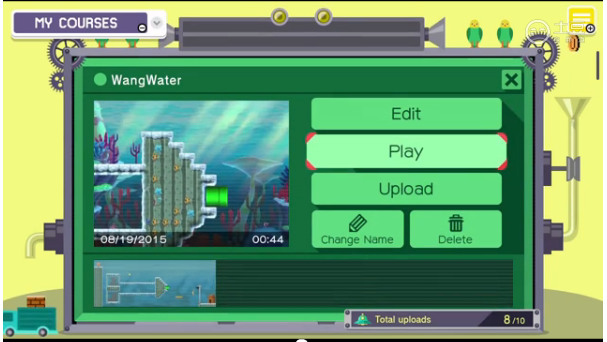 MY COURSES
WangWater
Edit
Play
Upload
Change Name
Delete
08/19/2015
00:44
Total uploads
8/10